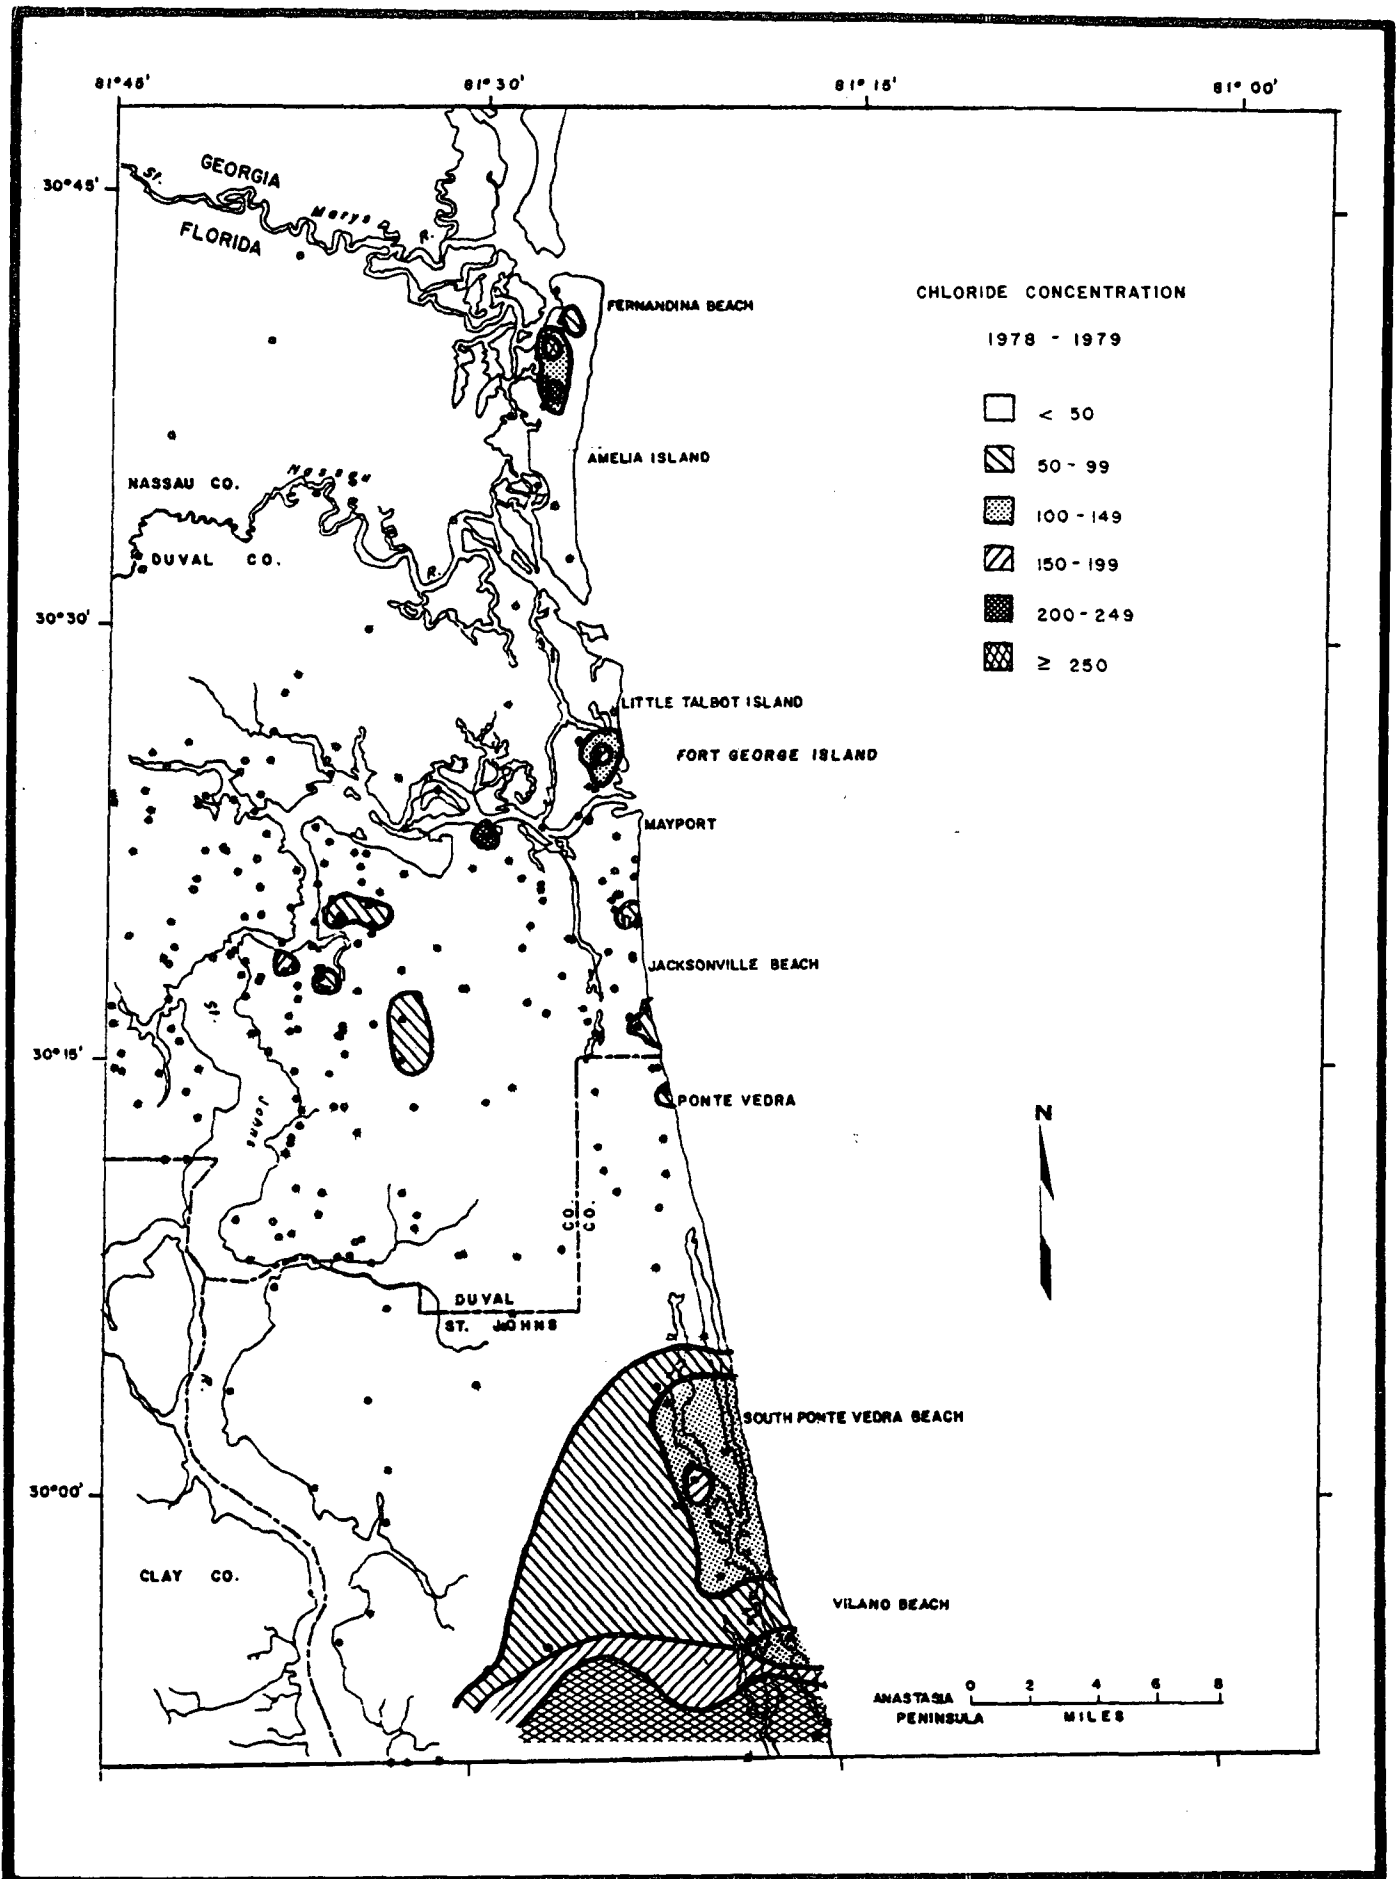 81°45' 81°30' 81°15' 81°00'
30°45'
St. Marys R.
GEORGIA
FLORIDA
FERNANDINA BEACH
CHLORIDE CONCENTRATION
1978 - 1979
< 50
50 - 99
100 - 149
150 - 199
200 - 249
≥ 250
AMELIA ISLAND
NASSAU CO.
Nassau R.
DUVAL CO.
30°30'
LITTLE TALBOT ISLAND
FORT GEORGE ISLAND
MAYPORT
JACKSONVILLE BEACH
St. Johns R.
30°15'
PONTE VEDRA
N
CO.
CO.
DUVAL
ST. JOHNS
SOUTH PONTE VEDRA BEACH
30°00'
CLAY CO.
VILANO BEACH
ANASTASIA
PENINSULA
0 2 4 6 8
MILES